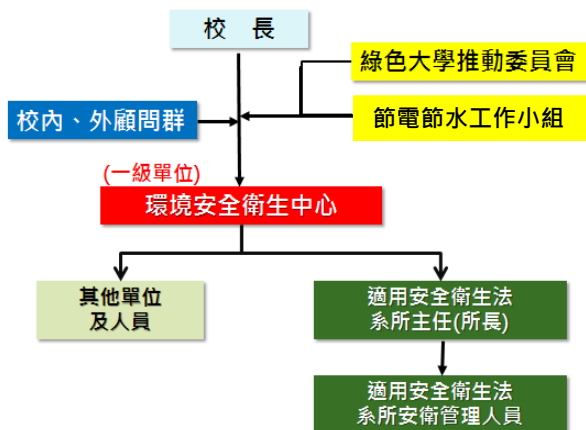 校 長
綠色大學推動委員會
校內、外顧問群
節電節水工作小組
(一級單位)
環境安全衛生中心
其他單位
及人員
適用安全衛生法
系所主任(所長)
適用安全衛生法
系所安衛管理人員